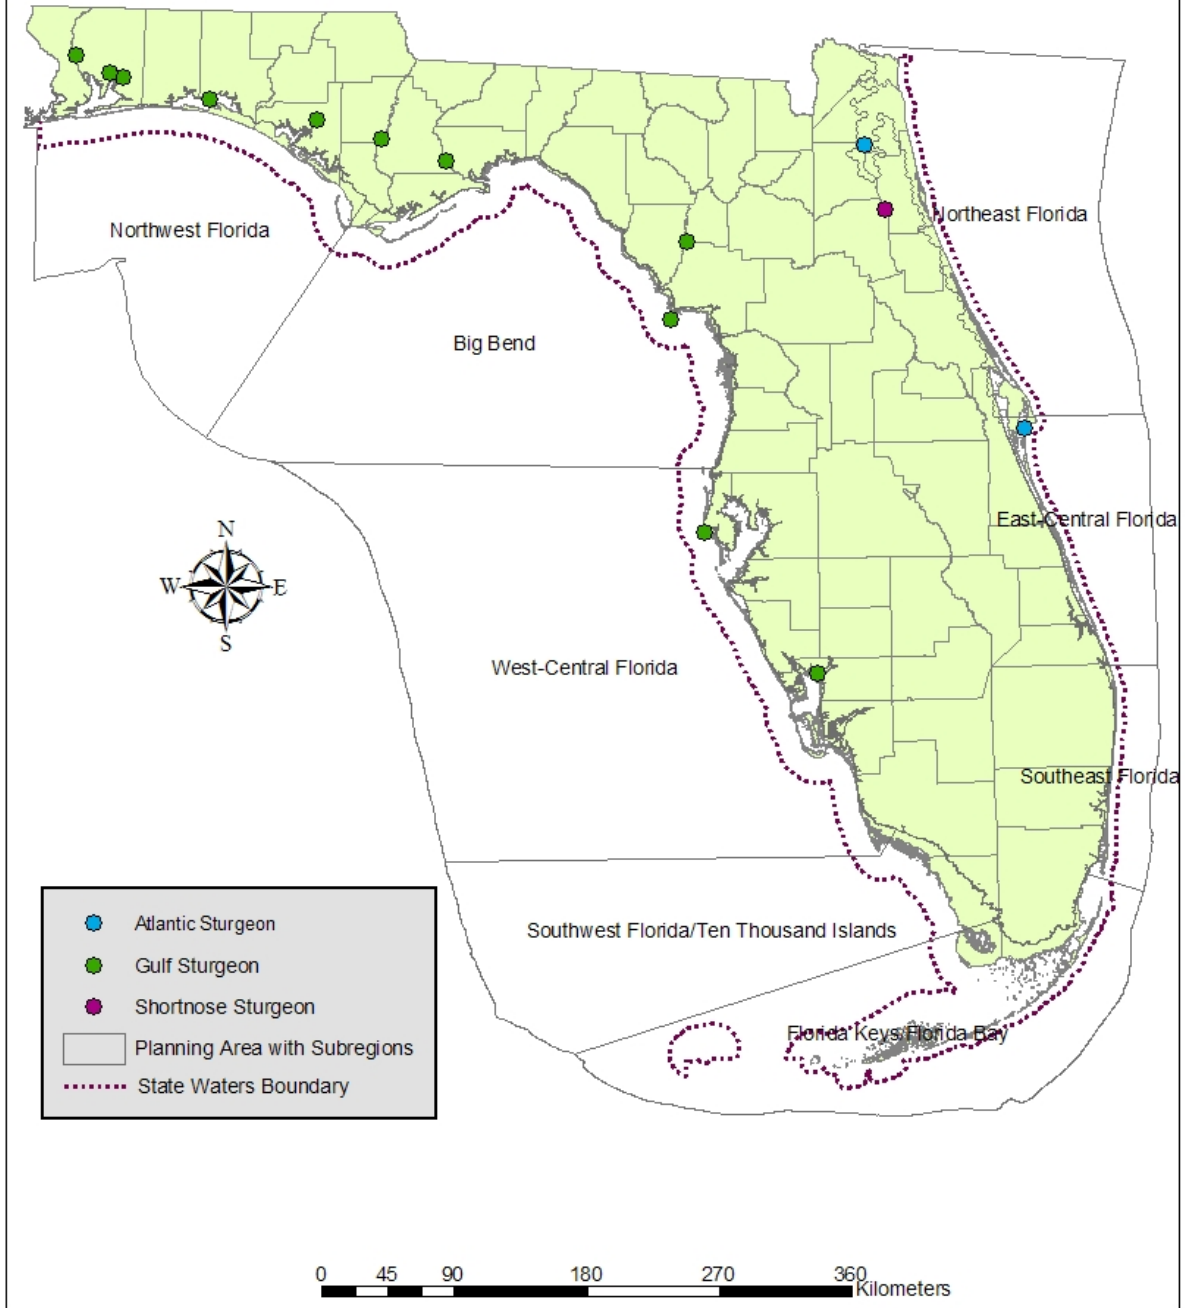 Northwest Florida
Northeast Florida
Big Bend
East-Central Florida
N
W E
S
West-Central Florida
Southeast Florida
Southwest Florida/Ten Thousand Islands
Florida Keys/Florida Bay
Atlantic Sturgeon
Gulf Sturgeon
Shortnose Sturgeon
Planning Area with Subregions
State Waters Boundary
0 45 90 180 270 360
Kilometers